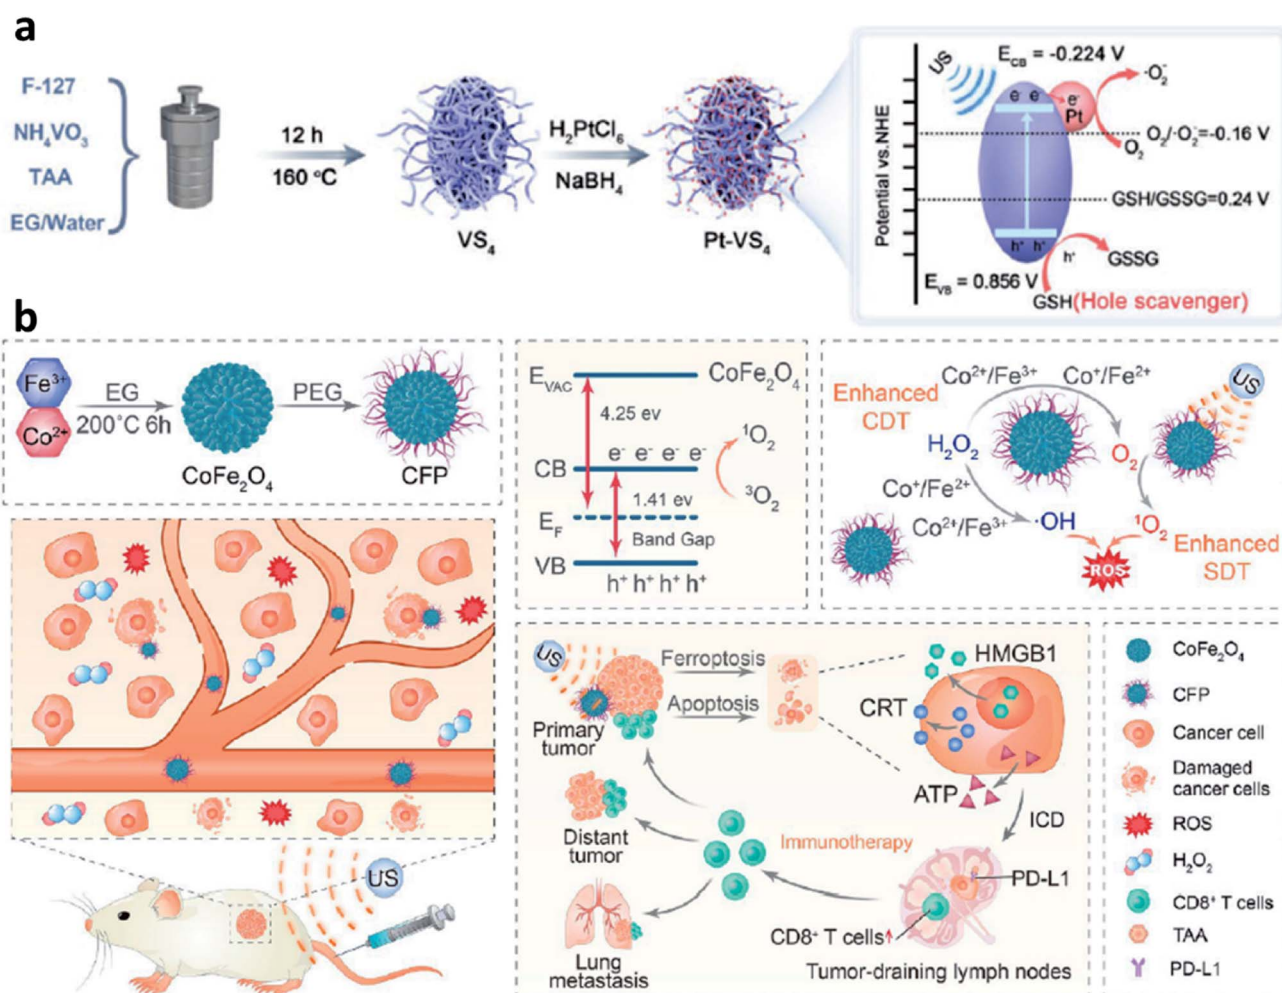 a
F-127
NH₄VO₃
TAA
EG/Water
12 h
160 °C
VS₄
H₂PtCl₆
NaBH₄
Pt-VS₄
Potential vs.NHE
US
E_CB = -0.224 V
e⁻ e⁻
e⁻
Pt
·O₂⁻
O₂
O₂/·O₂⁻=-0.16 V
GSH/GSSG=0.24 V
h⁺ h⁺
h⁺
GSSG
E_VB = 0.856 V
GSH(Hole scavenger)
b
Fe³⁺
Co²⁺
EG
200°C 6h
CoFe₂O₄
PEG
CFP
E_VAC
CoFe₂O₄
4.25 ev
CB
e⁻ e⁻ e⁻ e⁻
¹O₂
³O₂
1.41 ev
E_F
Band Gap
VB
h⁺ h⁺ h⁺ h⁺
Enhanced
CDT
Co²⁺/Fe³⁺
Co⁺/Fe²⁺
US
H₂O₂
O₂
Co⁺/Fe²⁺
Co²⁺/Fe³⁺
·OH
¹O₂
ROS
Enhanced
SDT
US
US
Primary
tumor
Ferroptosis
Apoptosis
HMGB1
CRT
ATP
ICD
Distant
tumor
Immunotherapy
PD-L1
CD8⁺ T cells↑
Lung
metastasis
Tumor-draining lymph nodes
CoFe₂O₄
CFP
Cancer cell
Damaged
cancer cells
ROS
H₂O₂
CD8⁺ T cells
TAA
PD-L1